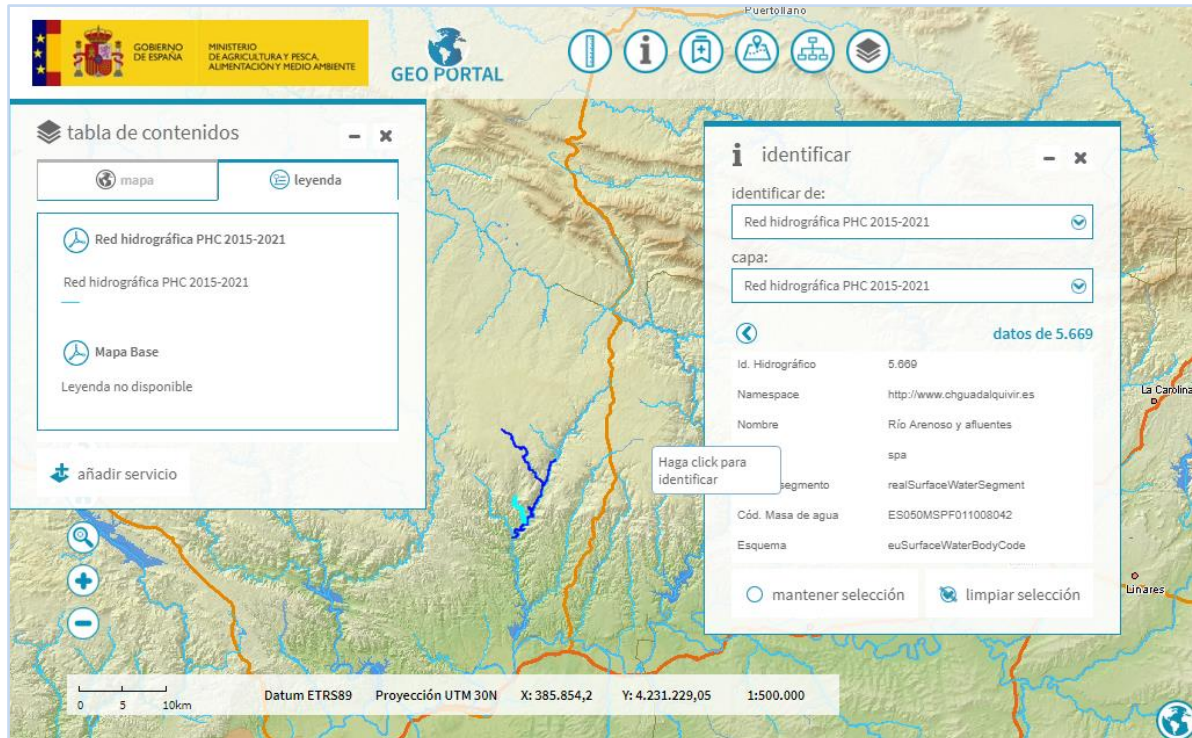 Puertollano
GOBIERNO
DE ESPAÑA
MINISTERIO
DE AGRICULTURA Y PESCA,
ALIMENTACIÓN Y MEDIO AMBIENTE
GEO PORTAL
tabla de contenidos
mapa
leyenda
Red hidrográfica PHC 2015-2021
Red hidrográfica PHC 2015-2021
Mapa Base
Leyenda no disponible
añadir servicio
identificar
identificar de:
Red hidrográfica PHC 2015-2021
capa:
Red hidrográfica PHC 2015-2021
datos de 5.669
Id. Hidrográfico 5.669
Namespace http://www.chguadalquivir.es
Nombre Río Arenoso y afluentes
spa
segmento realSurfaceWaterSegment
Cód. Masa de agua ES050MSPF011008042
Esquema euSurfaceWaterBodyCode
mantener selección
limpiar selección
Haga click para
identificar
La Carolina
Linares
0 5 10km
Datum ETRS89 Proyección UTM 30N X: 385.854,2 Y: 4.231.229,05 1:500.000